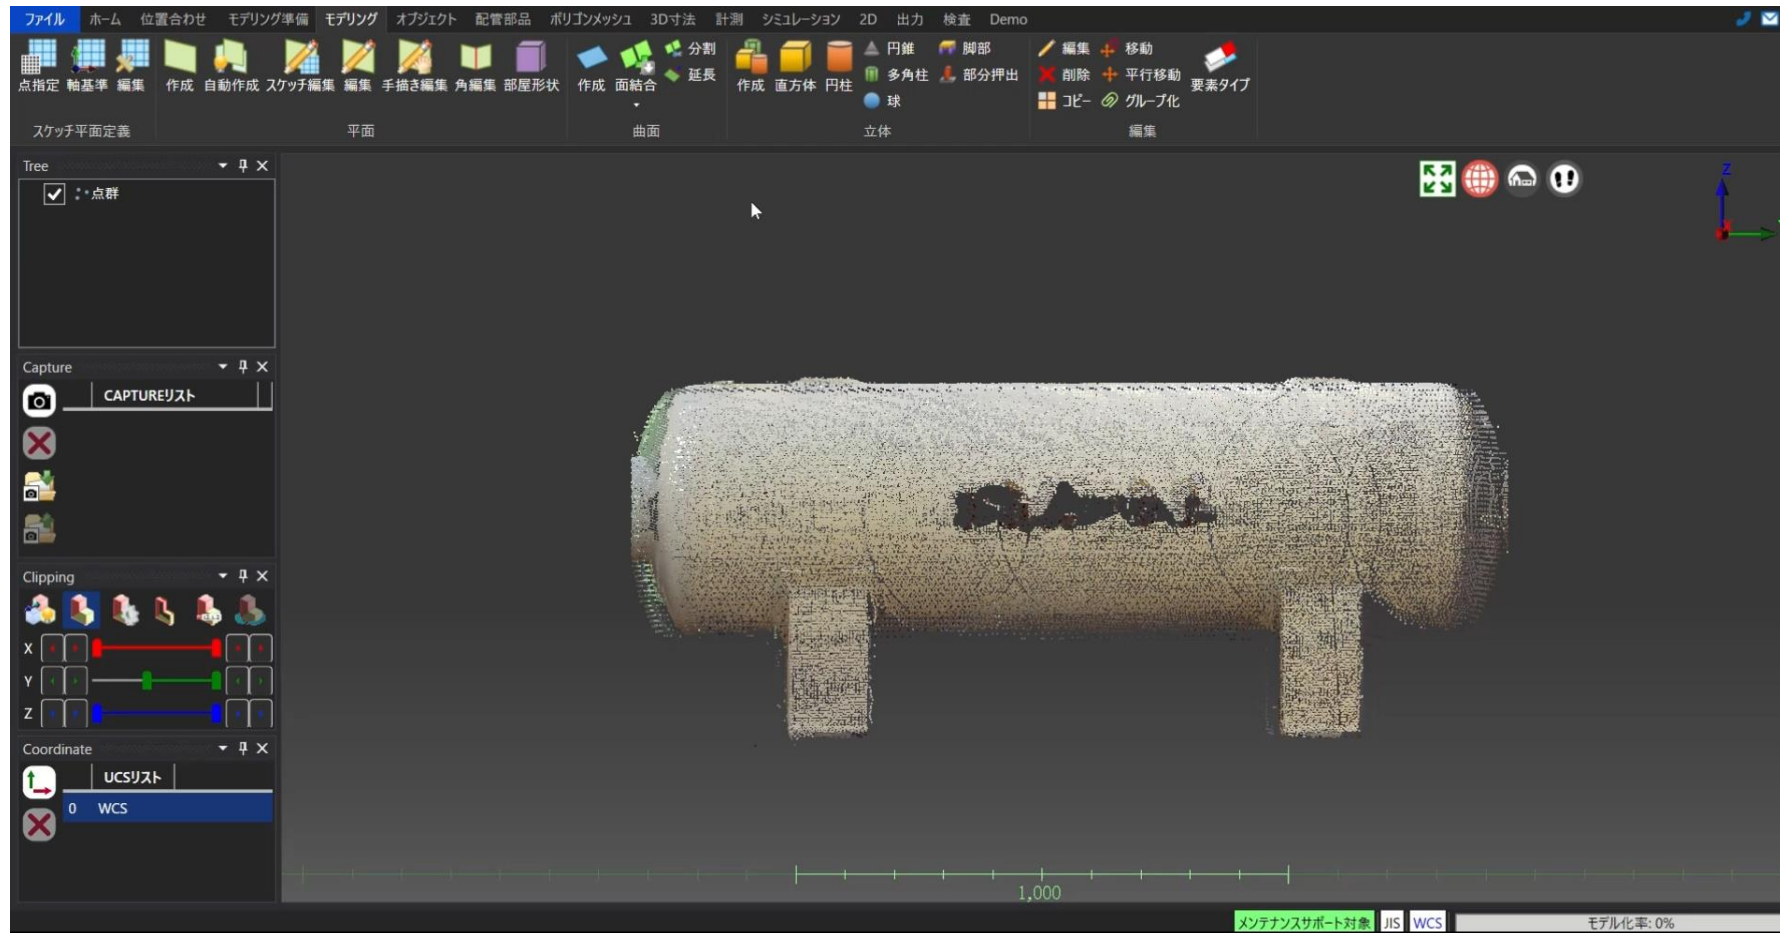 ファイル ホーム 位置合わせ モデリング準備 モデリング オブジェクト 配管部品 ポリゴンメッシュ 3D寸法 計測 シミュレーション 2D 出力 検査 Demo
分割 円錐 脚部 編集 移動
延長 多角柱 部分押出 削除 平行移動
点指定 軸基準 編集 作成 自動作成 スケッチ編集 編集 手描き編集 角編集 部屋形状 作成 面結合 作成 直方体 円柱 要素タイプ
球 コピー グループ化
スケッチ平面定義 平面 曲面 立体 編集
Tree
点群
Capture
CAPTUREリスト
Clipping
X
Y
Z
Coordinate
UCSリスト
0 WCS
Z
1,000
メンテナンスサポート対象 JIS WCS モデル化率: 0%